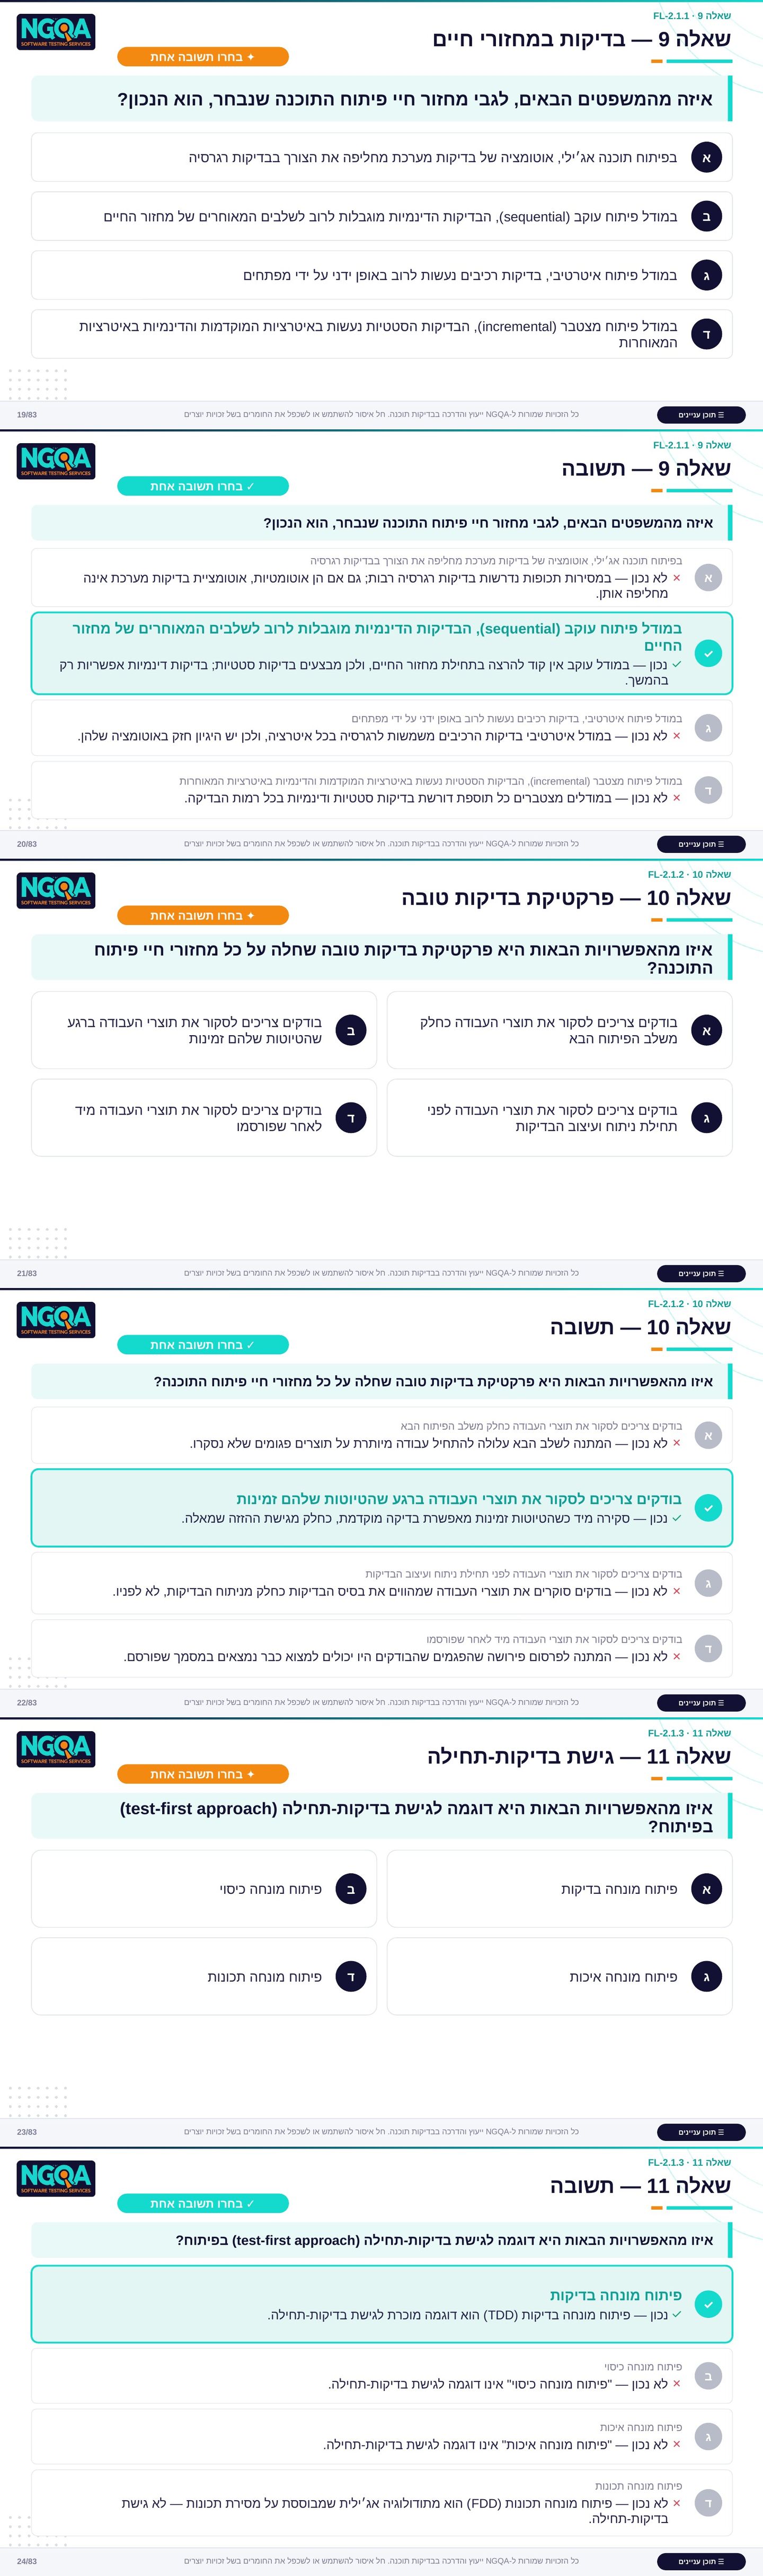 שאלה 9 · FL-2.1.1
NGQA
SOFTWARE TESTING SERVICES
שאלה 9 — בדיקות במחזורי חיים
✦ בחרו תשובה אחת
איזה מהמשפטים הבאים, לגבי מחזור חיי פיתוח התוכנה שנבחר, הוא הנכון?
א
בפיתוח תוכנה אג׳ילי, אוטומציה של בדיקות מערכת מחליפה את הצורך בבדיקות רגרסיה
ב
במודל פיתוח עוקב (sequential), הבדיקות הדינמיות מוגבלות לרוב לשלבים המאוחרים של מחזור החיים
ג
במודל פיתוח איטרטיבי, בדיקות רכיבים נעשות לרוב באופן ידני על ידי מפתחים
ד
במודל פיתוח מצטבר (incremental), הבדיקות הסטטיות נעשות באיטרציות המוקדמות והדינמיות באיטרציות
המאוחרות
☰ תוכן עניינים
כל הזכויות שמורות ל-NGQA ייעוץ והדרכה בבדיקות תוכנה. חל איסור להשתמש או לשכפל את החומרים בשל זכויות יוצרים
19/83
שאלה 9 · FL-2.1.1
NGQA
SOFTWARE TESTING SERVICES
שאלה 9 — תשובה
✓ בחרו תשובה אחת
איזה מהמשפטים הבאים, לגבי מחזור חיי פיתוח התוכנה שנבחר, הוא הנכון?
א
בפיתוח תוכנה אג׳ילי, אוטומציה של בדיקות מערכת מחליפה את הצורך בבדיקות רגרסיה
✕ לא נכון — במסירות תכופות נדרשות בדיקות רגרסיה רבות; גם אם הן אוטומטיות, אוטומציית בדיקות מערכת אינה
מחליפה אותן.
✓
במודל פיתוח עוקב (sequential), הבדיקות הדינמיות מוגבלות לרוב לשלבים המאוחרים של מחזור
החיים
✓ נכון — במודל עוקב אין קוד להרצה בתחילת מחזור החיים, ולכן מבצעים בדיקות סטטיות; בדיקות דינמיות אפשריות רק
בהמשך.
ג
במודל פיתוח איטרטיבי, בדיקות רכיבים נעשות לרוב באופן ידני על ידי מפתחים
✕ לא נכון — במודל איטרטיבי בדיקות הרכיבים משמשות לרגרסיה בכל איטרציה, ולכן יש היגיון חזק באוטומציה שלהן.
ד
במודל פיתוח מצטבר (incremental), הבדיקות הסטטיות נעשות באיטרציות המוקדמות והדינמיות באיטרציות המאוחרות
✕ לא נכון — במודלים מצטברים כל תוספת דורשת בדיקות סטטיות ודינמיות בכל רמות הבדיקה.
☰ תוכן עניינים
כל הזכויות שמורות ל-NGQA ייעוץ והדרכה בבדיקות תוכנה. חל איסור להשתמש או לשכפל את החומרים בשל זכויות יוצרים
20/83
שאלה 10 · FL-2.1.2
NGQA
SOFTWARE TESTING SERVICES
שאלה 10 — פרקטיקת בדיקות טובה
✦ בחרו תשובה אחת
איזו מהאפשרויות הבאות היא פרקטיקת בדיקות טובה שחלה על כל מחזורי חיי פיתוח
התוכנה?
א
בודקים צריכים לסקור את תוצרי העבודה כחלק
משלב הפיתוח הבא
ב
בודקים צריכים לסקור את תוצרי העבודה ברגע
שהטיוטות שלהם זמינות
ג
בודקים צריכים לסקור את תוצרי העבודה לפני
תחילת ניתוח ועיצוב הבדיקות
ד
בודקים צריכים לסקור את תוצרי העבודה מיד
לאחר שפורסמו
☰ תוכן עניינים
כל הזכויות שמורות ל-NGQA ייעוץ והדרכה בבדיקות תוכנה. חל איסור להשתמש או לשכפל את החומרים בשל זכויות יוצרים
21/83
שאלה 10 · FL-2.1.2
NGQA
SOFTWARE TESTING SERVICES
שאלה 10 — תשובה
✓ בחרו תשובה אחת
איזו מהאפשרויות הבאות היא פרקטיקת בדיקות טובה שחלה על כל מחזורי חיי פיתוח התוכנה?
א
בודקים צריכים לסקור את תוצרי העבודה כחלק משלב הפיתוח הבא
✕ לא נכון — המתנה לשלב הבא עלולה להתחיל עבודה מיותרת על תוצרים פגומים שלא נסקרו.
✓
בודקים צריכים לסקור את תוצרי העבודה ברגע שהטיוטות שלהם זמינות
✓ נכון — סקירה מיד כשהטיוטות זמינות מאפשרת בדיקה מוקדמת, כחלק מגישת ההזזה שמאלה.
ג
בודקים צריכים לסקור את תוצרי העבודה לפני תחילת ניתוח ועיצוב הבדיקות
✕ לא נכון — בודקים סוקרים את תוצרי העבודה שמהווים את בסיס הבדיקות כחלק מניתוח הבדיקות, לא לפניו.
ד
בודקים צריכים לסקור את תוצרי העבודה מיד לאחר שפורסמו
✕ לא נכון — המתנה לפרסום פירושה שהפגמים שהבודקים היו יכולים למצוא כבר נמצאים במסמך שפורסם.
☰ תוכן עניינים
כל הזכויות שמורות ל-NGQA ייעוץ והדרכה בבדיקות תוכנה. חל איסור להשתמש או לשכפל את החומרים בשל זכויות יוצרים
22/83
שאלה 11 · FL-2.1.3
NGQA
SOFTWARE TESTING SERVICES
שאלה 11 — גישת בדיקות-תחילה
✦ בחרו תשובה אחת
איזו מהאפשרויות הבאות היא דוגמה לגישת בדיקות-תחילה (test-first approach)
בפיתוח?
א
פיתוח מונחה בדיקות
ב
פיתוח מונחה כיסוי
ג
פיתוח מונחה איכות
ד
פיתוח מונחה תכונות
☰ תוכן עניינים
כל הזכויות שמורות ל-NGQA ייעוץ והדרכה בבדיקות תוכנה. חל איסור להשתמש או לשכפל את החומרים בשל זכויות יוצרים
23/83
שאלה 11 · FL-2.1.3
NGQA
SOFTWARE TESTING SERVICES
שאלה 11 — תשובה
✓ בחרו תשובה אחת
איזו מהאפשרויות הבאות היא דוגמה לגישת בדיקות-תחילה (test-first approach) בפיתוח?
✓
פיתוח מונחה בדיקות
✓ נכון — פיתוח מונחה בדיקות (TDD) הוא דוגמה מוכרת לגישת בדיקות-תחילה.
ב
פיתוח מונחה כיסוי
✕ לא נכון — "פיתוח מונחה כיסוי" אינו דוגמה לגישת בדיקות-תחילה.
ג
פיתוח מונחה איכות
✕ לא נכון — "פיתוח מונחה איכות" אינו דוגמה לגישת בדיקות-תחילה.
ד
פיתוח מונחה תכונות
✕ לא נכון — פיתוח מונחה תכונות (FDD) הוא מתודולוגיה אג׳ילית שמבוססת על מסירת תכונות — לא גישת
בדיקות-תחילה.
☰ תוכן עניינים
כל הזכויות שמורות ל-NGQA ייעוץ והדרכה בבדיקות תוכנה. חל איסור להשתמש או לשכפל את החומרים בשל זכויות יוצרים
24/83